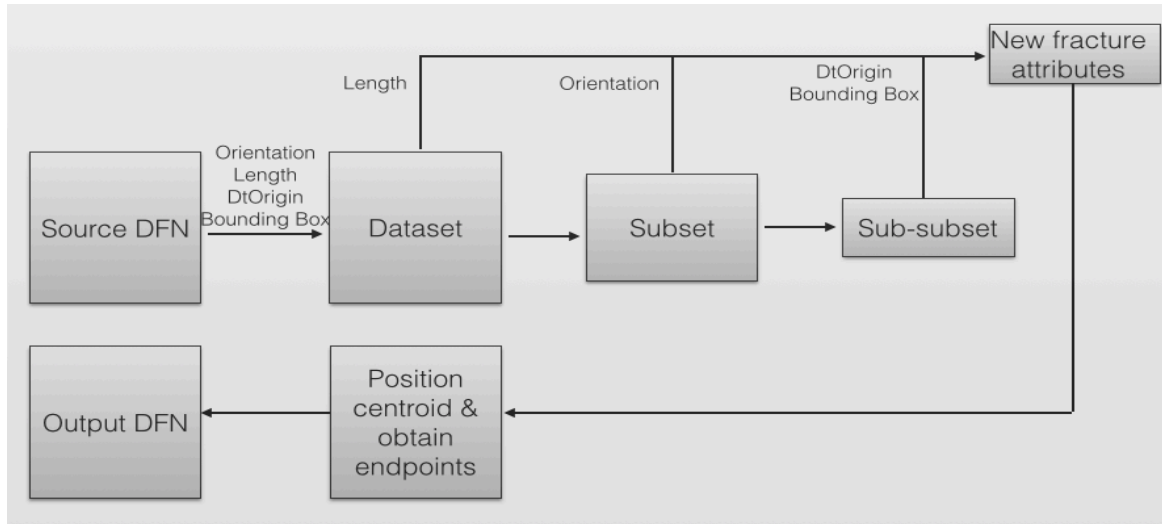 New fracture
attributes
Length
Orientation
DtOrigin
Bounding Box
Orientation
Length
DtOrigin
Bounding Box
Source DFN
Dataset
Subset
Sub-subset
Output DFN
Position
centroid &
obtain
endpoints